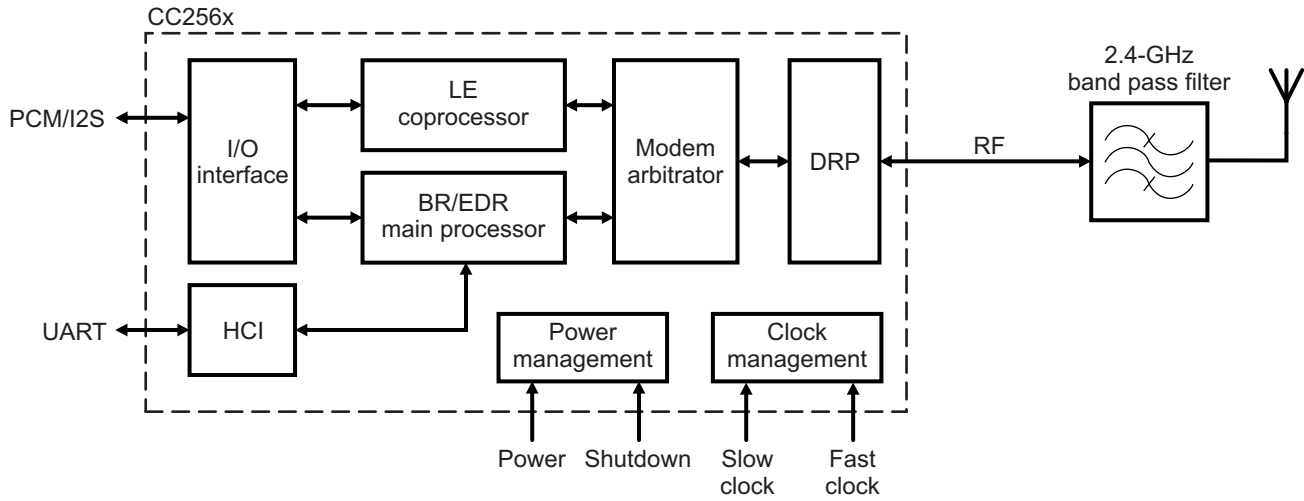 CC256x
2.4-GHz
band pass filter
PCM/I2S
I/O
interface
LE
coprocessor
BR/EDR
main processor
Modem
arbitrator
DRP
RF
UART
HCI
Power
management
Clock
management
Power
Shutdown
Slow
clock
Fast
clock